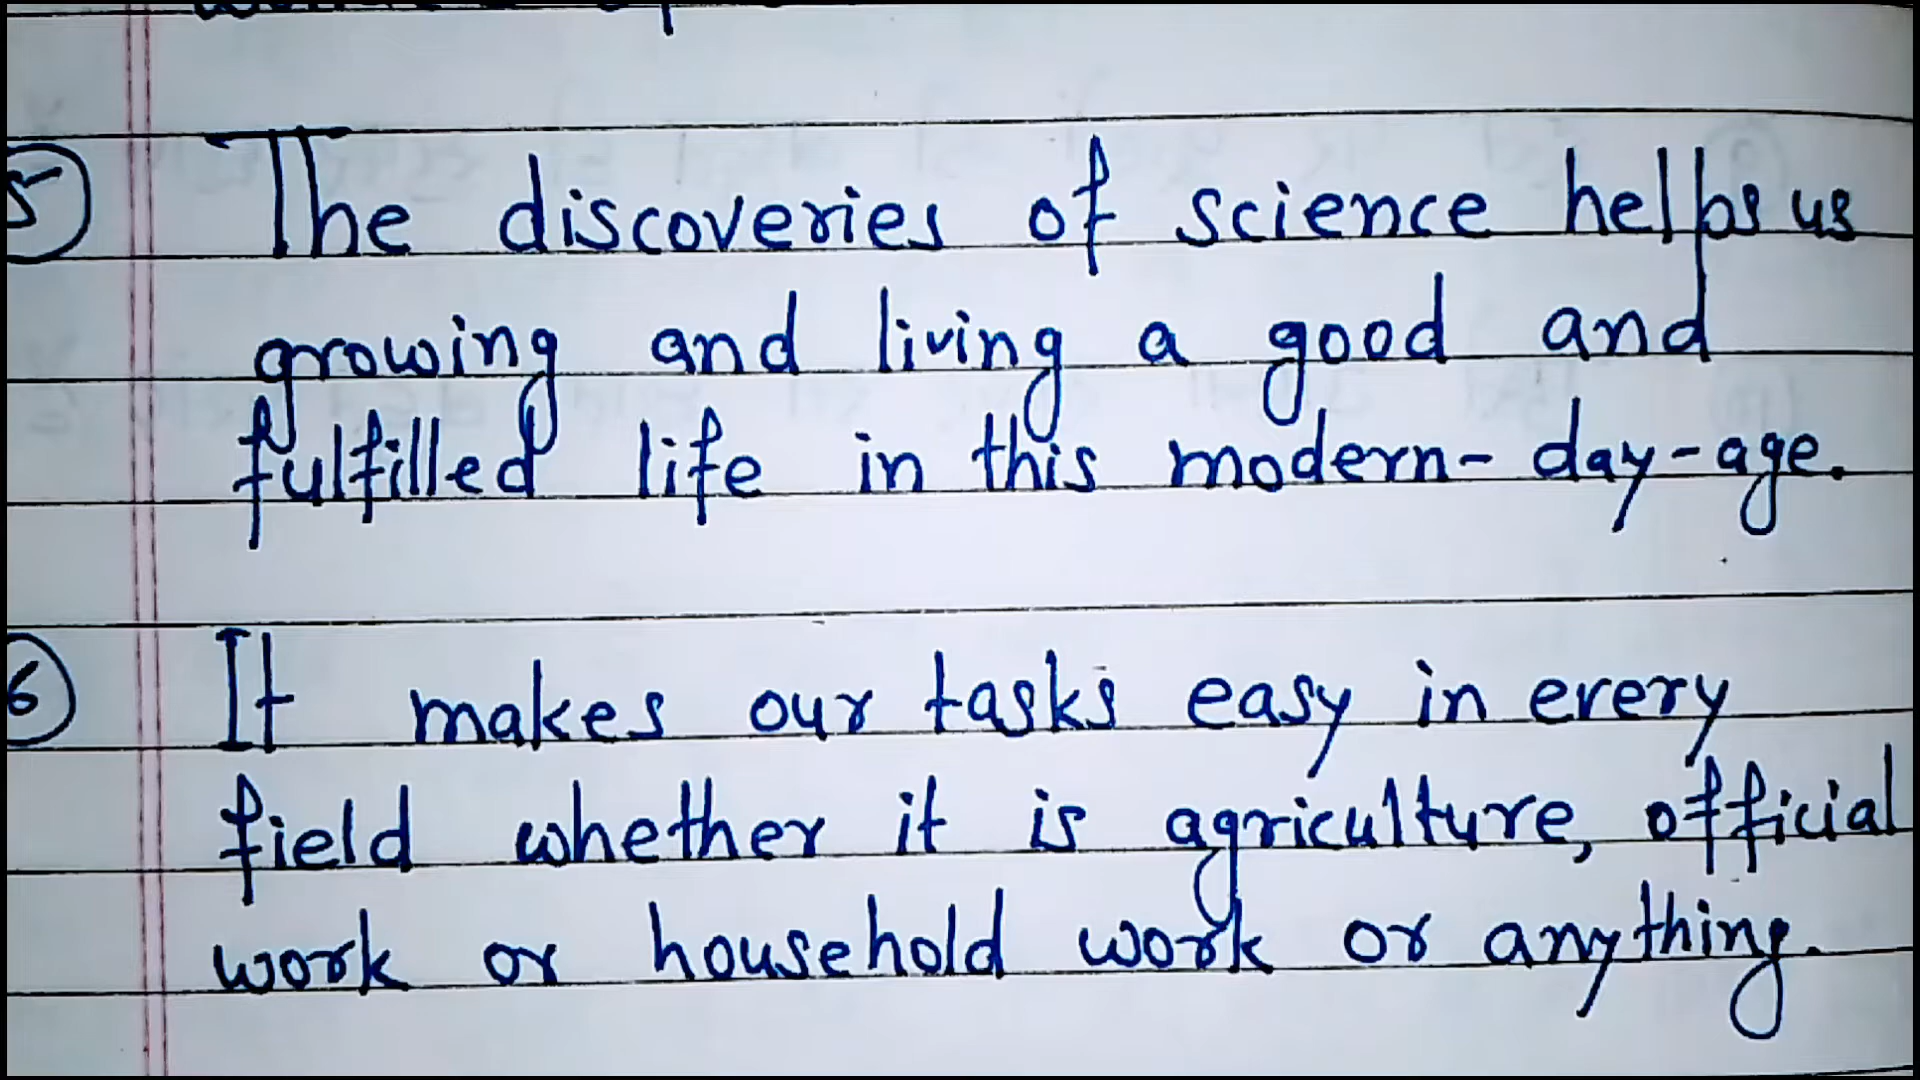 5 The discoveries of science helps us
growing and living a good and
fulfilled life in this modern-day-age.
6 It makes our tasks easy in every
field whether it is agriculture, official
work or household work or anything.